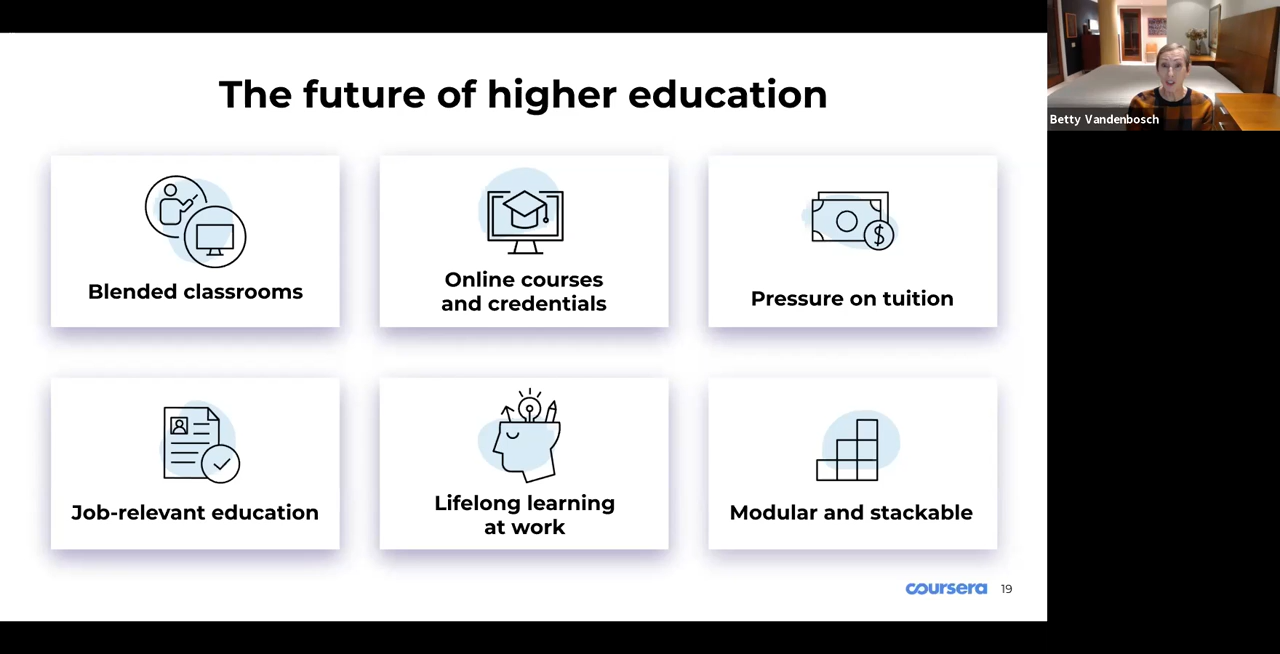 The future of higher education
Betty Vandenbosch
Blended classrooms
Online courses
and credentials
$
Pressure on tuition
Job-relevant education
Lifelong learning
at work
Modular and stackable
coursera
19